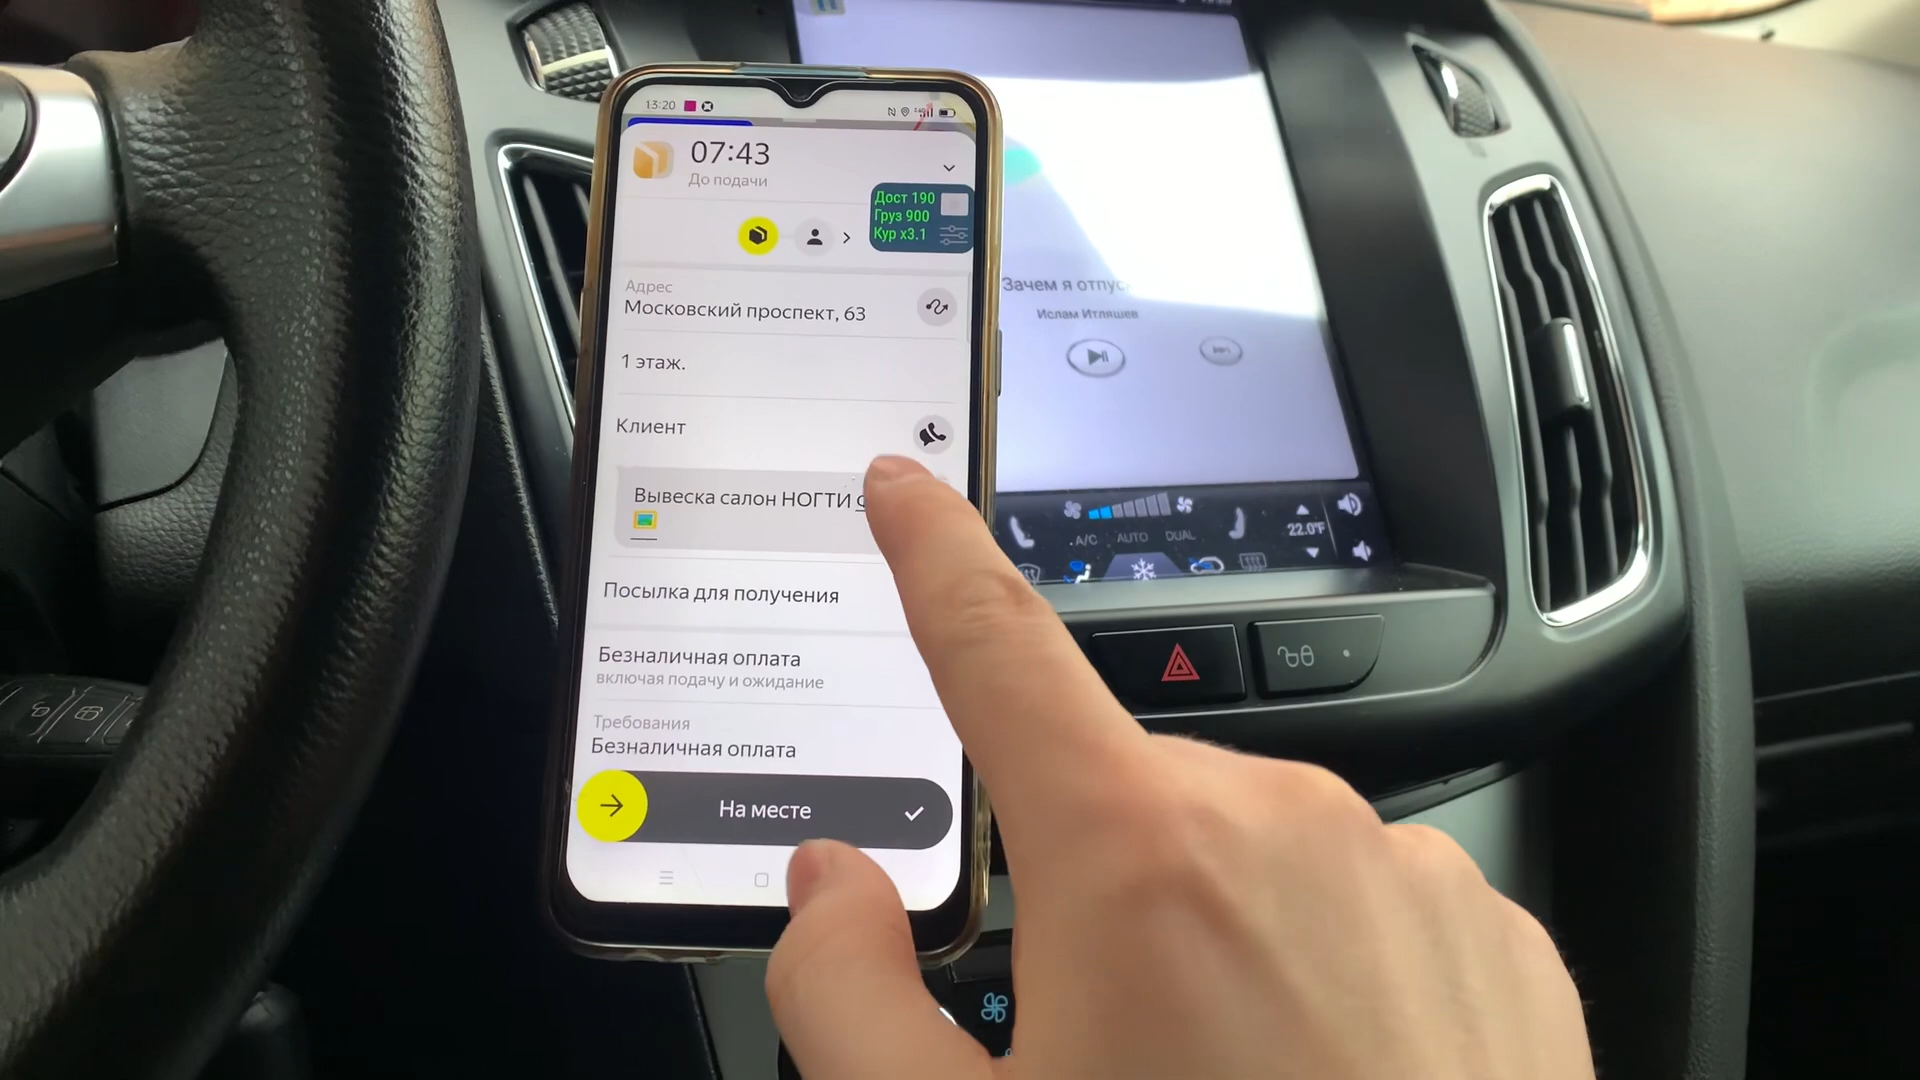 13:20
07:43
До подачи
Дост 190
Груз 900
Кур x3.1
Адрес
Московский проспект, 63
1 этаж.
Клиент
Вывеска салон НОГТИ
Посылка для получения
Безналичная оплата
включая подачу и ожидание
Требования
Безналичная оплата
На месте
Зачем я отпус
Ислам Итляшев
A/C AUTO DUAL
22.0°F